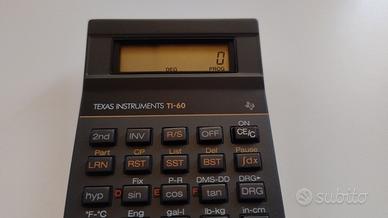 0
DEG PROG
TEXAS INSTRUMENTS TI-60
ON
2nd INV R/S OFF CE/C
Part CP List Del Pause
LRN RST SST BST ∫dx
Fix P-R DMS-DD DRG▸
hyp sin cos tan DRG
D E F
°F-°C Eng gal-l lb-kg in-cm
subito